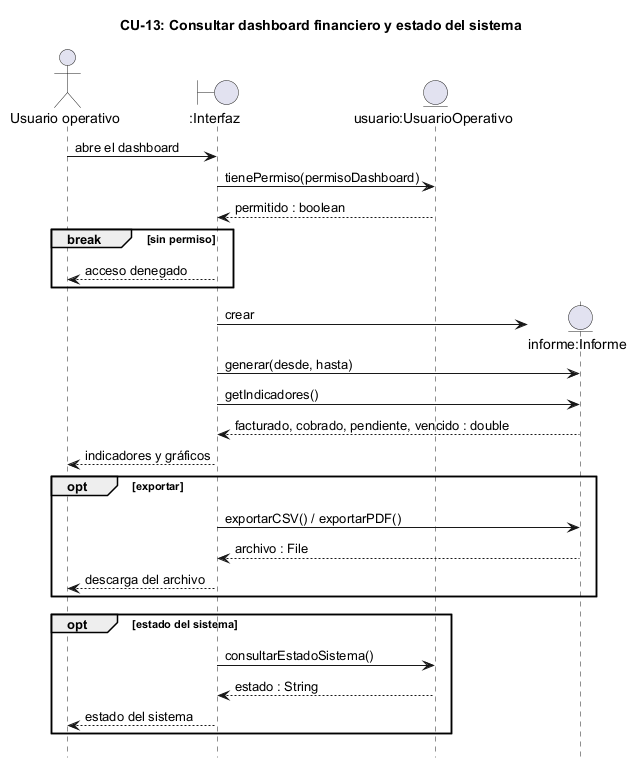 CU-13: Consultar dashboard financiero y estado del sistema
Usuario operativo
:Interfaz
usuario:UsuarioOperativo
abre el dashboard
tienePermiso(permisoDashboard)
permitido : boolean
break [sin permiso]
acceso denegado
crear
informe:Informe
generar(desde, hasta)
getIndicadores()
facturado, cobrado, pendiente, vencido : double
indicadores y gráficos
opt [exportar]
exportarCSV() / exportarPDF()
archivo : File
descarga del archivo
opt [estado del sistema]
consultarEstadoSistema()
estado : String
estado del sistema